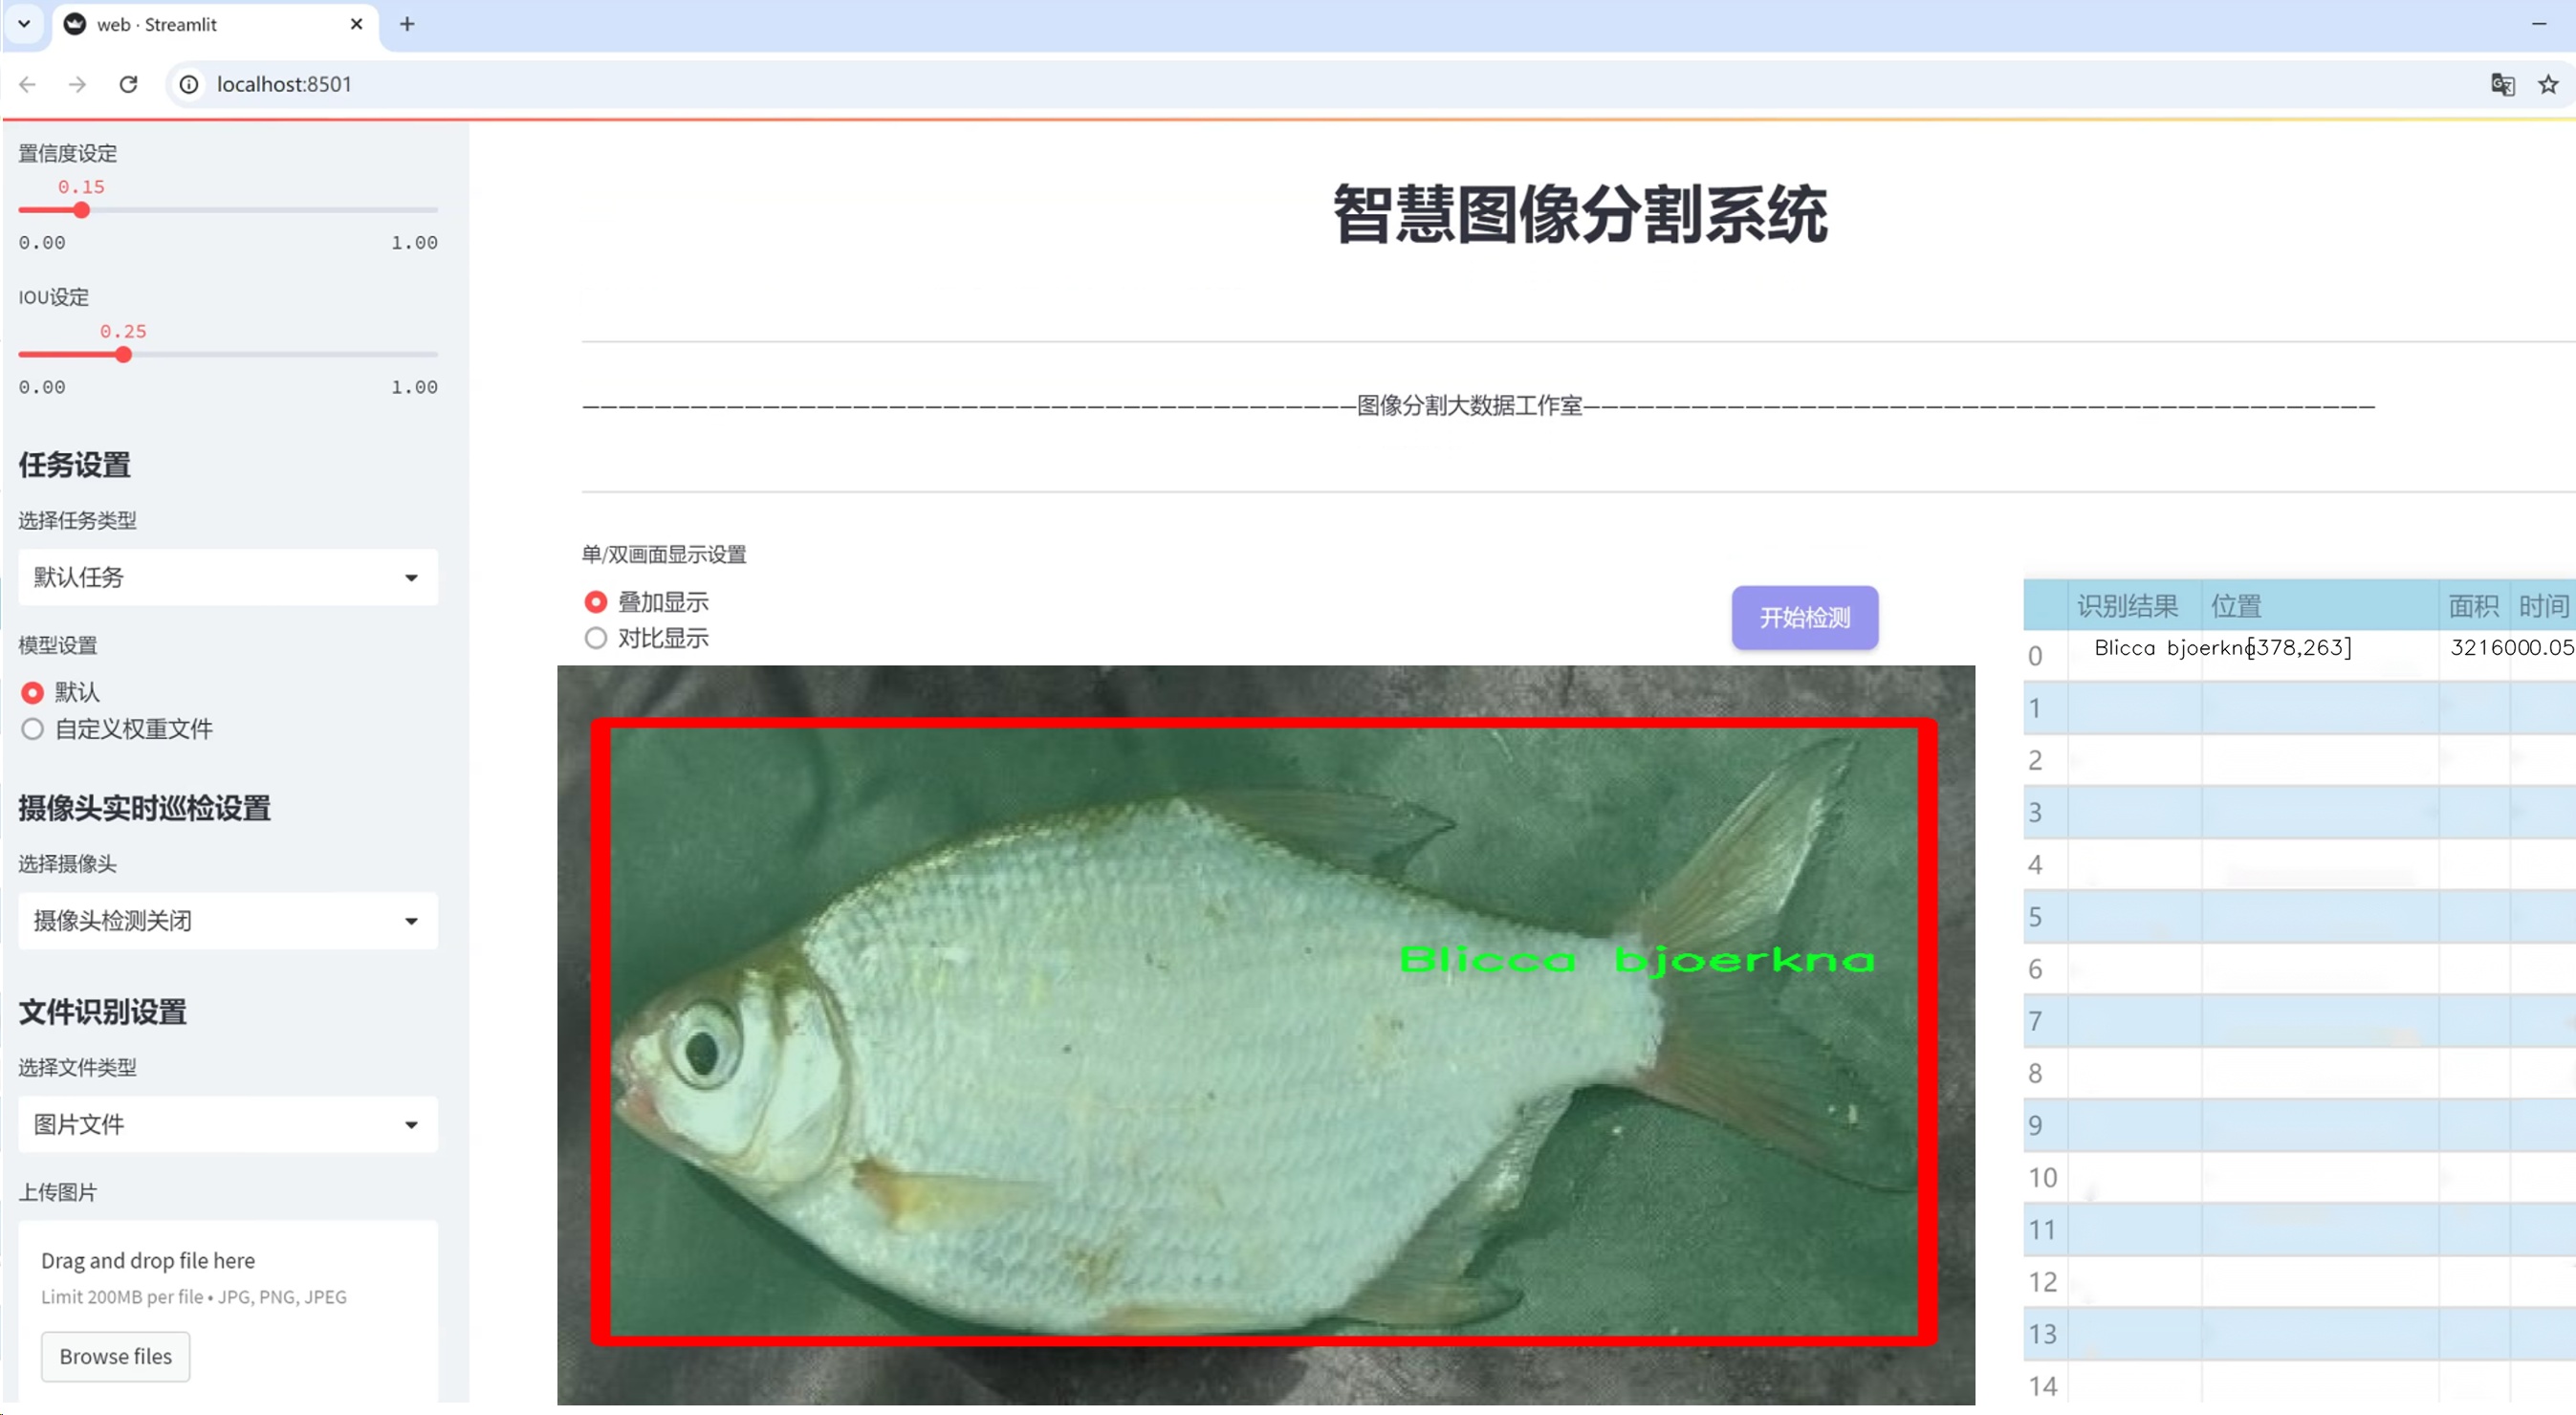 web · Streamlit
localhost:8501
置信度设定
0.15
0.00 1.00
IOU设定
0.25
0.00 1.00
任务设置
选择任务类型
默认任务
模型设置
默认
自定义权重文件
摄像头实时巡检设置
选择摄像头
摄像头检测关闭
文件识别设置
选择文件类型
图片文件
上传图片
Drag and drop file here
Limit 200MB per file • JPG, PNG, JPEG
Browse files
智慧图像分割系统
图像分割大数据工作室
单/双画面显示设置
叠加显示
对比显示
开始检测
Blicca bjoerkna
识别结果 位置 面积 时间
0 Blicca bjoerkna [378,263] 3216000.05
1
2
3
4
5
6
7
8
9
10
11
12
13
14